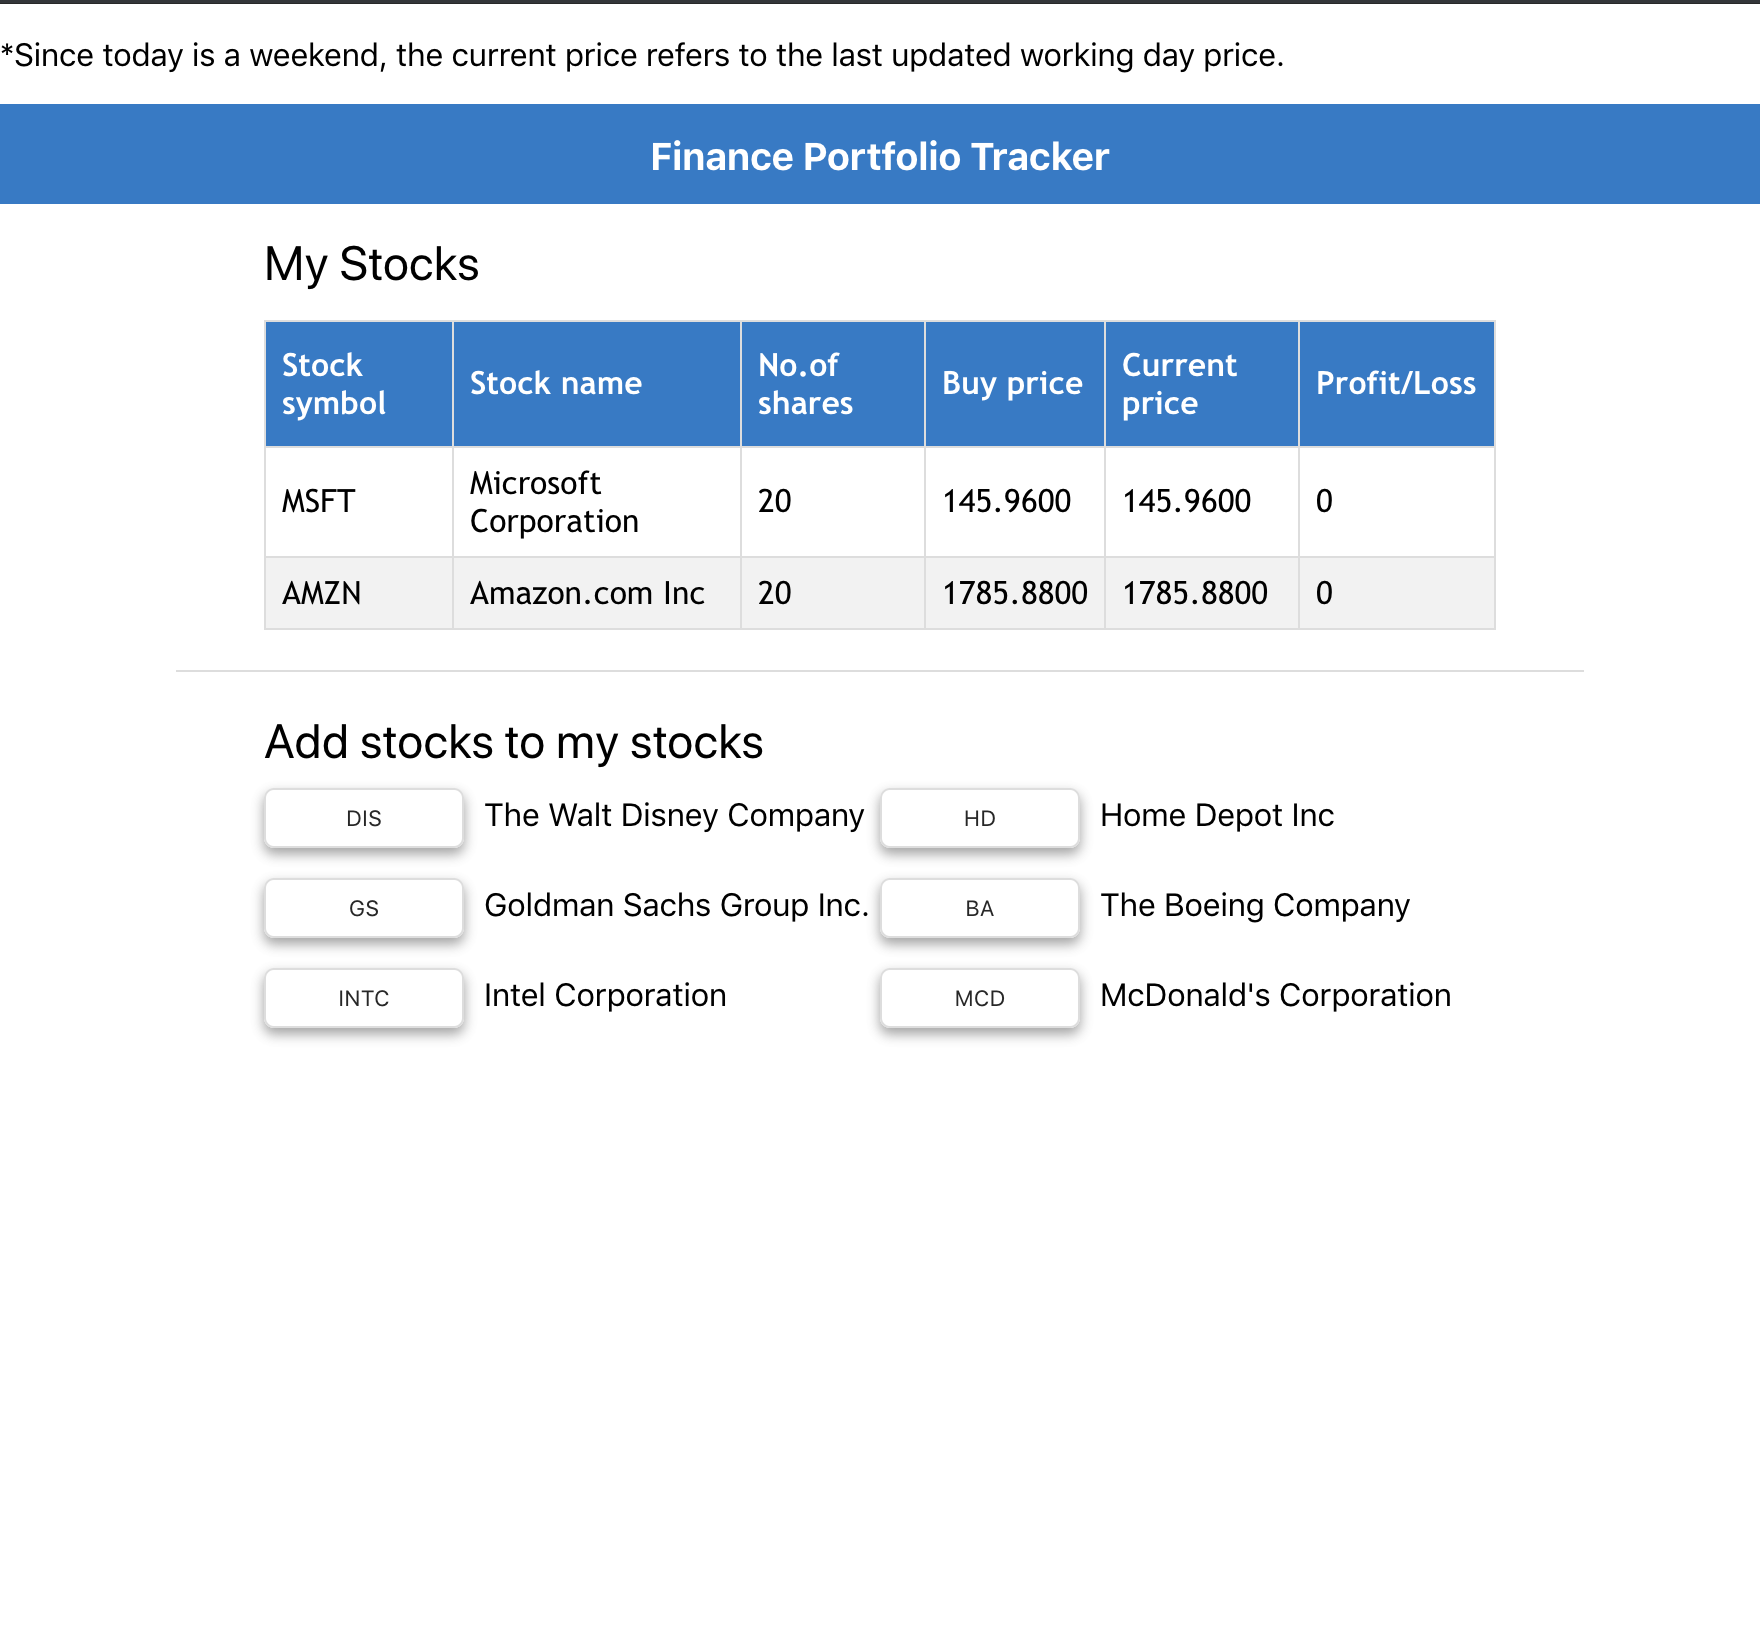 *Since today is a weekend, the current price refers to the last updated working day price.
Finance Portfolio Tracker
My Stocks
Stock symbol Stock name No.of shares Buy price Current price Profit/Loss
MSFT Microsoft Corporation 20 145.9600 145.9600 0
AMZN Amazon.com Inc 20 1785.8800 1785.8800 0
Add stocks to my stocks
DIS The Walt Disney Company HD Home Depot Inc
GS Goldman Sachs Group Inc. BA The Boeing Company
INTC Intel Corporation MCD McDonald's Corporation